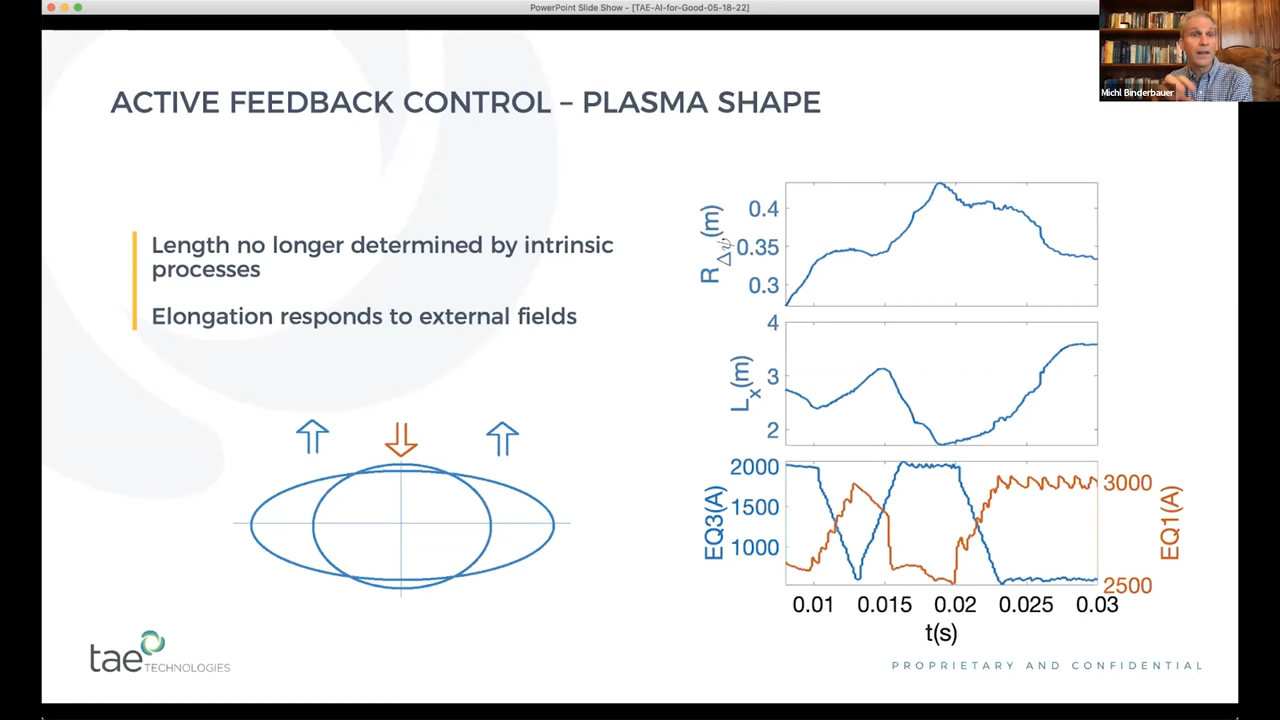 PowerPoint Slide Show - [TAE-AI-for-Good-05-18-22]
Michl Binderbauer
ACTIVE FEEDBACK CONTROL – PLASMA SHAPE
Length no longer determined by intrinsic
processes
Elongation responds to external fields
R△ψ(m)
0.4
0.35
0.3
Lx(m)
4
3
2
EQ3(A)
2000
1500
1000
3000
2500
EQ1(A)
0.01 0.015 0.02 0.025 0.03
t(s)
tae TECHNOLOGIES
PROPRIETARY AND CONFIDENTIAL